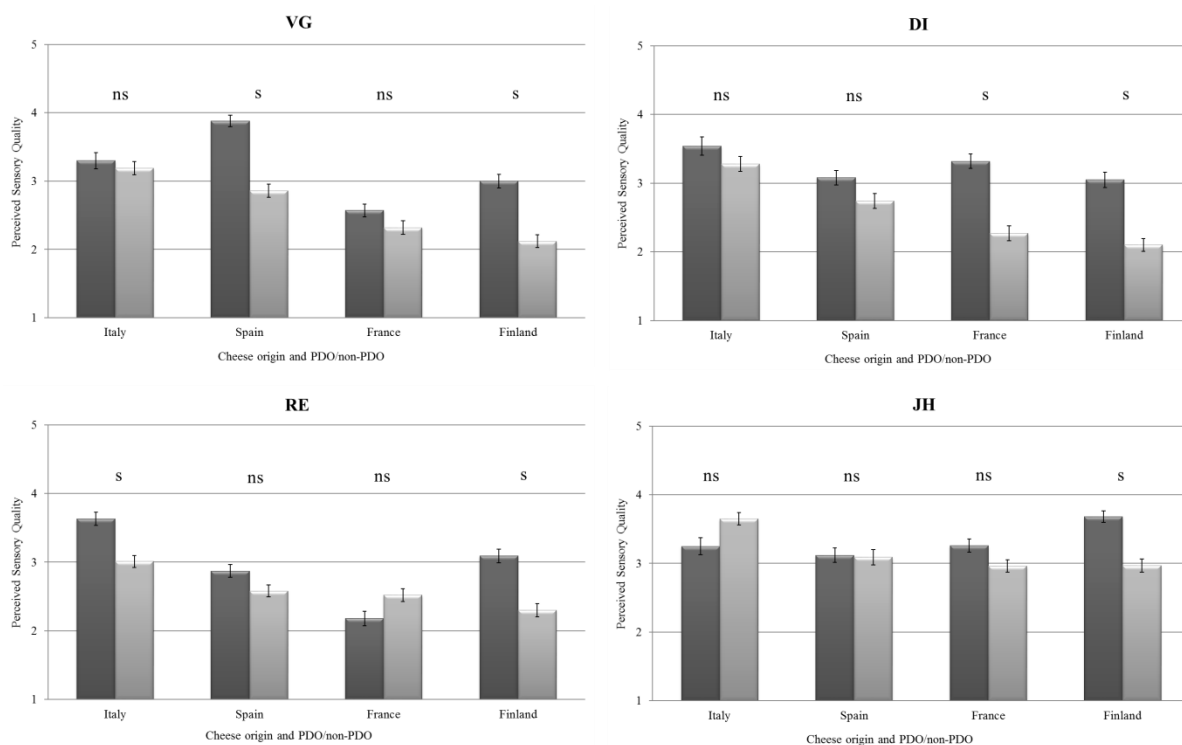 VG
5
4
3
2
1
Perceived Sensory Quality
ns
s
ns
s
Italy
Spain
France
Finland
Cheese origin and PDO/non-PDO
DI
5
4
3
2
1
Perceived Sensory Quality
ns
ns
s
s
Italy
Spain
France
Finland
Cheese origin and PDO/non-PDO
RE
5
4
3
2
1
Perceived Sensory Quality
s
ns
ns
s
Italy
Spain
France
Finland
Cheese origin and PDO/non-PDO
JH
5
4
3
2
1
Perceived Sensory Quality
ns
ns
ns
s
Italy
Spain
France
Finland
Cheese origin and PDO/non-PDO